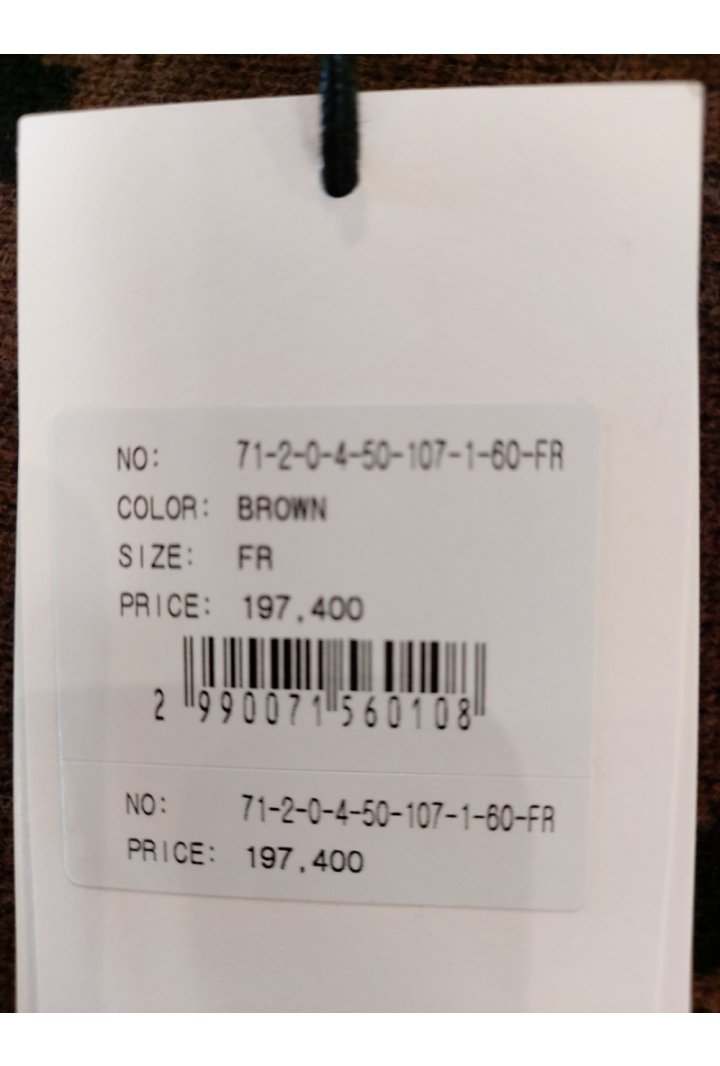 NO: 71-2-0-4-50-107-1-60-FR
COLOR: BROWN
SIZE: FR
PRICE: 197,400
2 990071 560108
NO: 71-2-0-4-50-107-1-60-FR
PRICE: 197,400